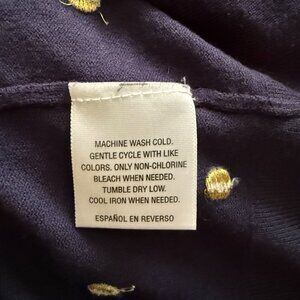 MACHINE WASH COLD.
GENTLE CYCLE WITH LIKE
COLORS. ONLY NON-CHLORINE
BLEACH WHEN NEEDED.
TUMBLE DRY LOW.
COOL IRON WHEN NEEDED.
ESPAÑOL EN REVERSO